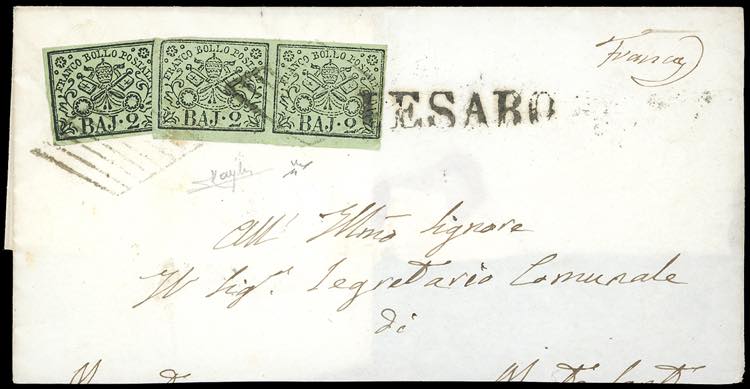 FRANCO BOLLO POSTALE
BAJ. 2
FRANCO BOLLO POSTALE
BAJ. 2
FRANCO BOLLO POSTALE
BAJ. 2
Franca
PESARO
All' Illmo Signore
Il Sigr. Segretario Comunale
di